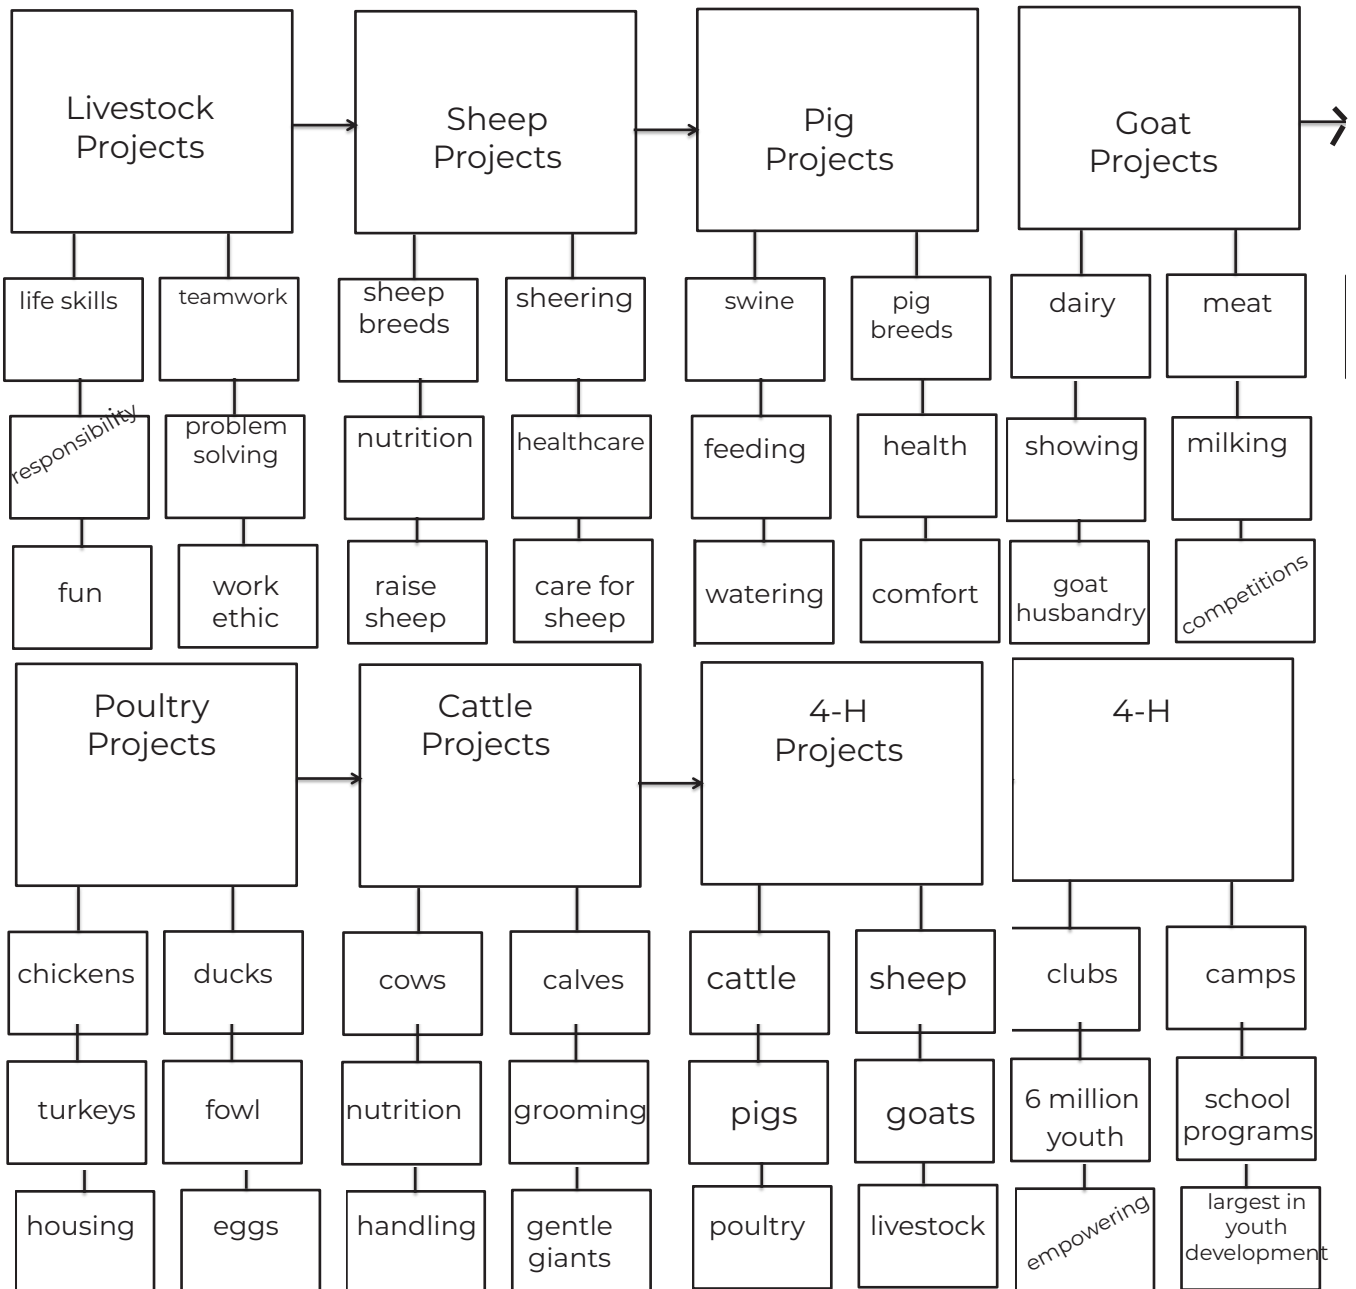 Livestock
Projects
Sheep
Projects
Pig
Projects
Goat
Projects
life skills
teamwork
sheep
breeds
sheering
swine
pig
breeds
dairy
meat
responsibility
problem
solving
nutrition
healthcare
feeding
health
showing
milking
fun
work
ethic
raise
sheep
care for
sheep
watering
comfort
goat
husbandry
competitions
Poultry
Projects
Cattle
Projects
4-H
Projects
4-H
chickens
ducks
cows
calves
cattle
sheep
clubs
camps
turkeys
fowl
nutrition
grooming
pigs
goats
6 million
youth
school
programs
housing
eggs
handling
gentle
giants
poultry
livestock
empowering
largest in
youth
development